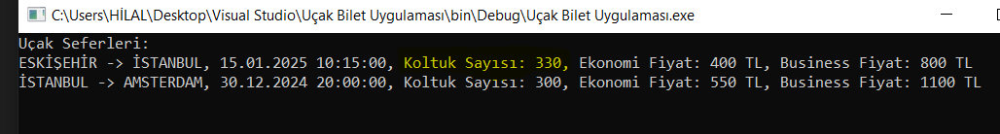 C:\Users\HİLAL\Desktop\Visual Studio\Uçak Bilet Uygulaması\bin\Debug\Uçak Bilet Uygulaması.exe
Uçak Seferleri:
ESKİŞEHİR -> İSTANBUL, 15.01.2025 10:15:00, Koltuk Sayısı: 330, Ekonomi Fiyat: 400 TL, Business Fiyat: 800 TL
İSTANBUL -> AMSTERDAM, 30.12.2024 20:00:00, Koltuk Sayısı: 300, Ekonomi Fiyat: 550 TL, Business Fiyat: 1100 TL